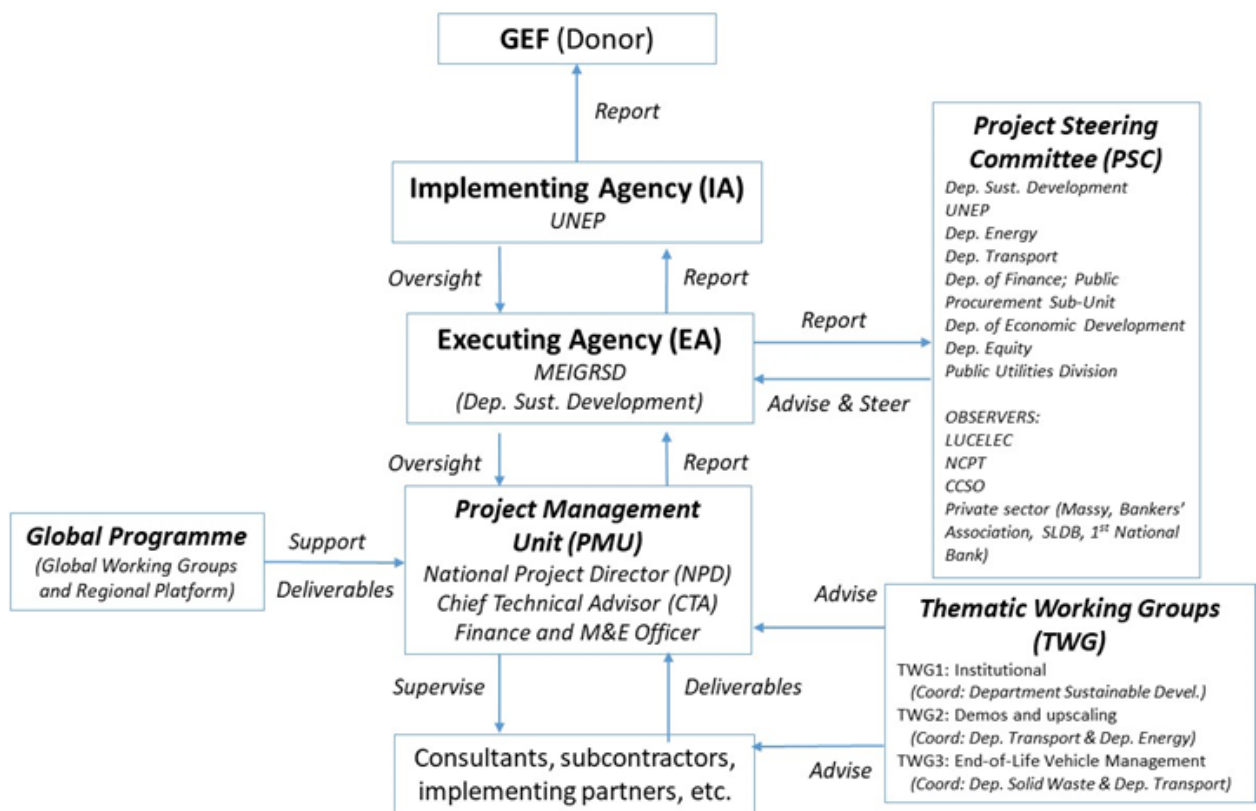 GEF (Donor)
Report
Implementing Agency (IA)
UNEP
Oversight
Report
Executing Agency (EA)
MEIGRSD
(Dep. Sust. Development)
Report
Advise & Steer
Project Steering
Committee (PSC)
Dep. Sust. Development
UNEP
Dep. Energy
Dep. Transport
Dep. of Finance; Public
Procurement Sub-Unit
Dep. of Economic Development
Dep. Equity
Public Utilities Division
OBSERVERS:
LUCELEC
NCPT
CCSO
Private sector (Massy, Bankers’
Association, SLDB, 1st National
Bank)
Oversight
Report
Global Programme
(Global Working Groups
and Regional Platform)
Support
Deliverables
Project Management
Unit (PMU)
National Project Director (NPD)
Chief Technical Advisor (CTA)
Finance and M&E Officer
Advise
Thematic Working Groups
(TWG)
TWG1: Institutional
(Coord: Department Sustainable Devel.)
TWG2: Demos and upscaling
(Coord: Dep. Transport & Dep. Energy)
TWG3: End-of-Life Vehicle Management
(Coord: Dep. Solid Waste & Dep. Transport)
Supervise
Deliverables
Advise
Consultants, subcontractors,
implementing partners, etc.